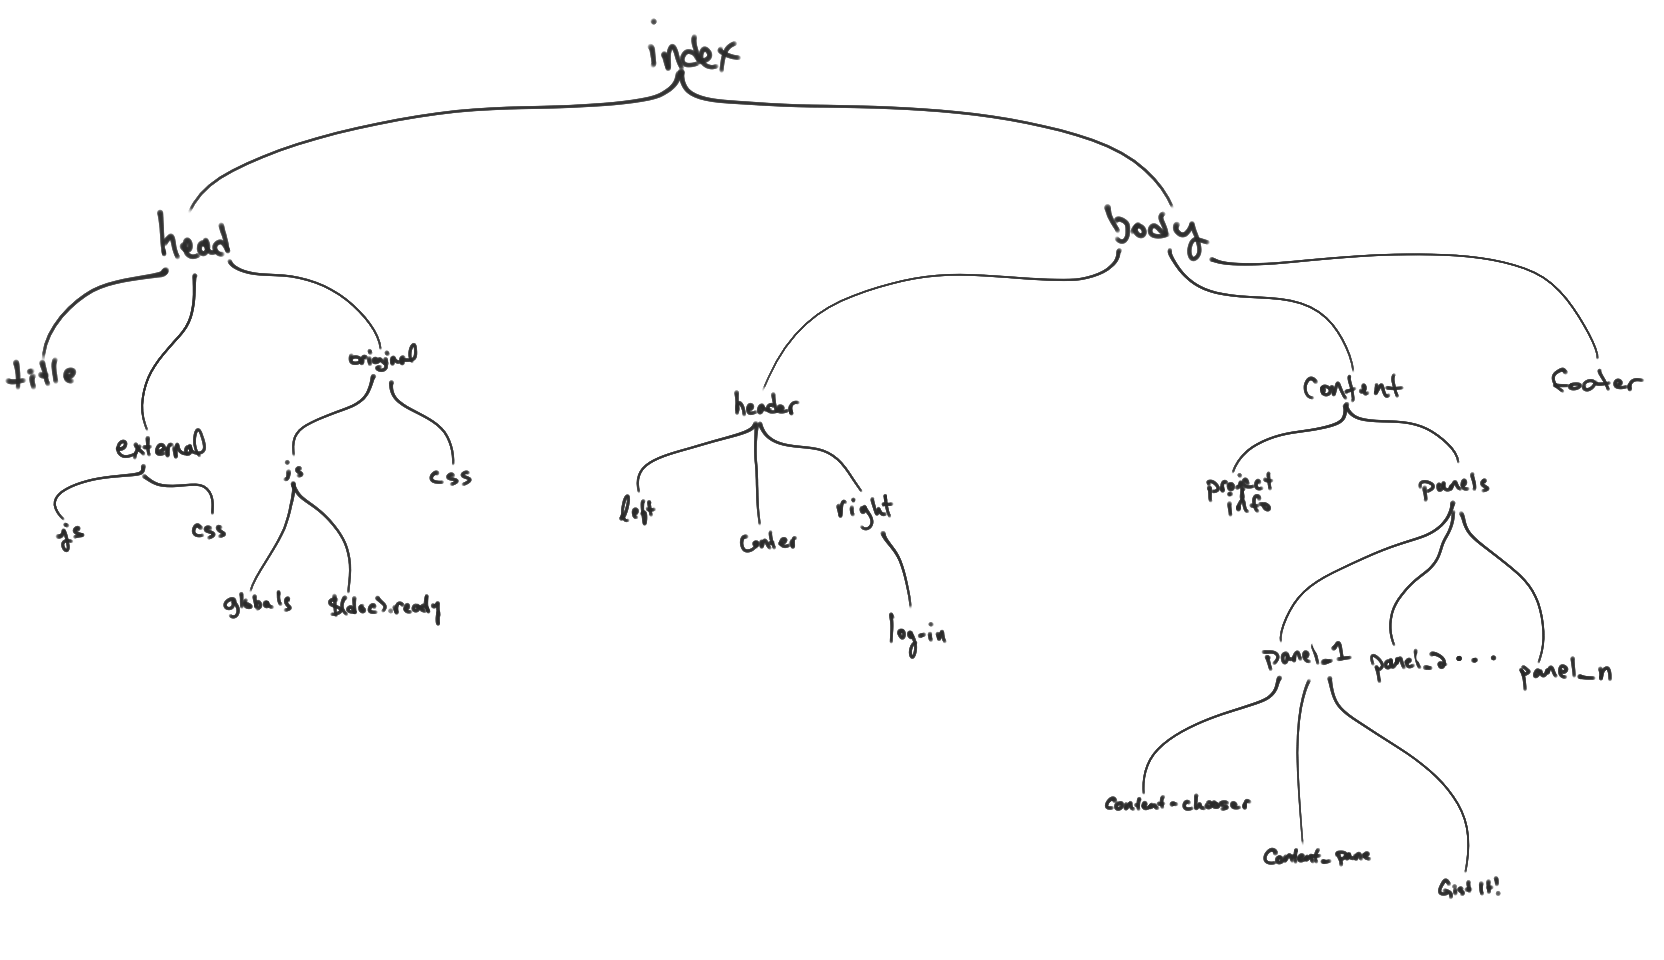 index
head
body
title
original
header
content
footer
external
js
css
js
css
left
center
right
project
info
panels
globals
$(doc).ready
log-in
panel_1
panel_2...
panel_n
content-chooser
content_pane
Gist It!